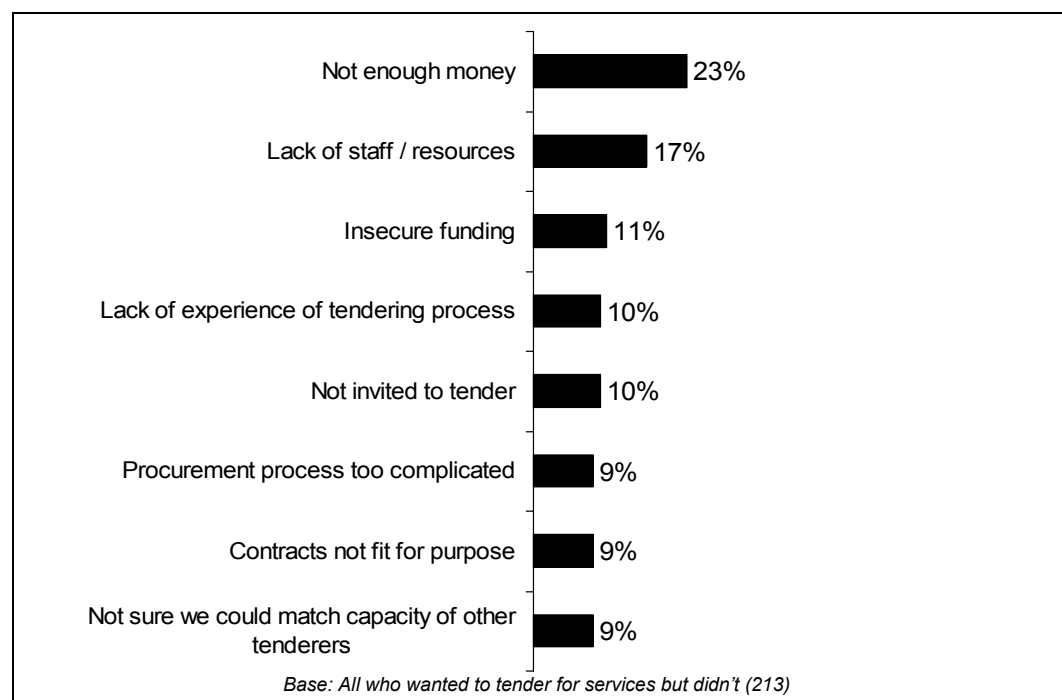 Not enough money 23%
Lack of staff / resources 17%
Insecure funding 11%
Lack of experience of tendering process 10%
Not invited to tender 10%
Procurement process too complicated 9%
Contracts not fit for purpose 9%
Not sure we could match capacity of other
tenderers 9%
Base: All who wanted to tender for services but didn’t (213)